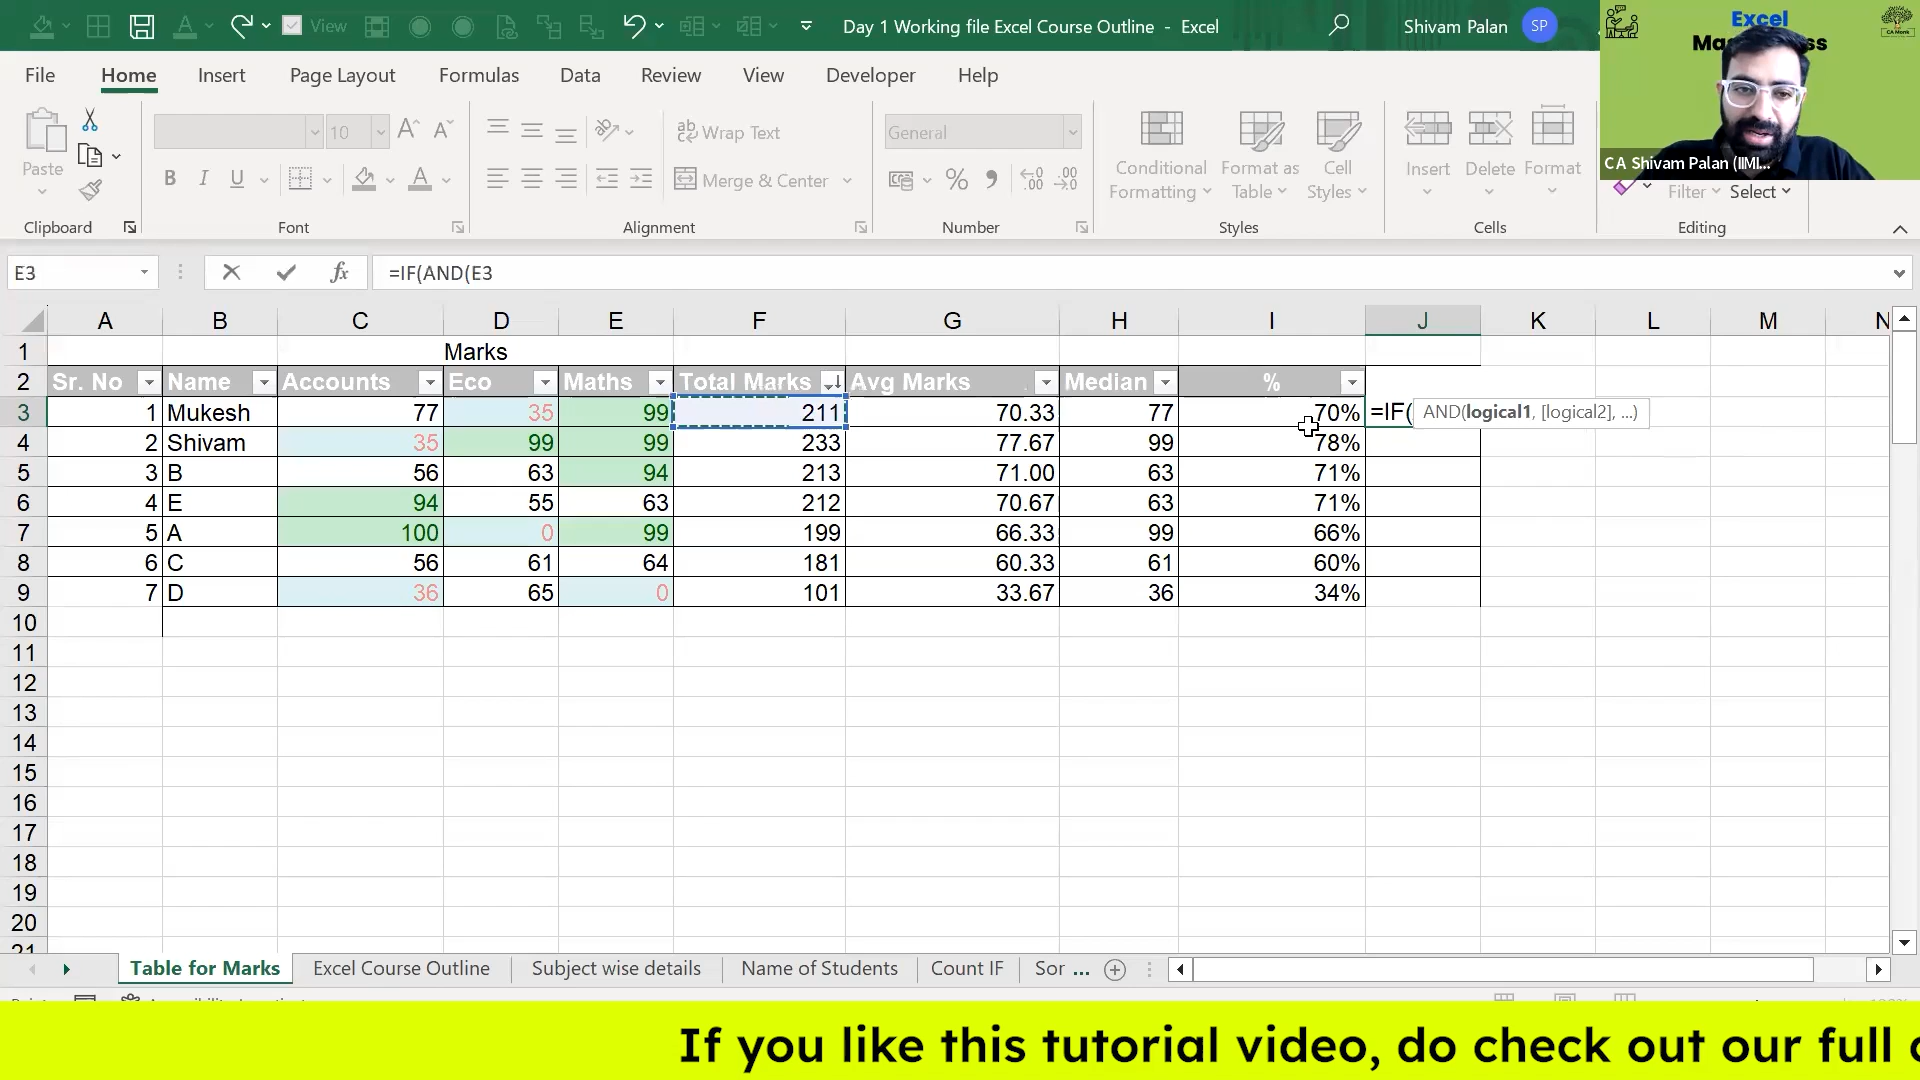 View
Day 1 Working file Excel Course Outline - Excel
Shivam Palan
SP
Excel
File Home Insert Page Layout Formulas Data Review View Developer Help
10
Wrap Text
General
Paste
Conditional Formatting
Format as Table
Cell Styles
Insert
Delete
Format
CA Shivam Palan (IIMI...
B I U
Merge & Center
Filter
Select
Clipboard
Font
Alignment
Number
Styles
Cells
Editing
E3
fx
=IF(AND(E3
A B C D E F G H I J K L M N
1 Marks
2 Sr. No Name Accounts Eco Maths Total Marks Avg Marks Median %
3 1 Mukesh 77 35 99 211 70.33 77 70% =IF( AND(logical1, [logical2], ...)
4 2 Shivam 35 99 99 233 77.67 99 78%
5 3 B 56 63 94 213 71.00 63 71%
6 4 E 94 55 63 212 70.67 63 71%
7 5 A 100 0 99 199 66.33 99 66%
8 6 C 56 61 64 181 60.33 61 60%
9 7 D 36 65 0 101 33.67 36 34%
10
11
12
13
14
15
16
17
18
19
20
21
Table for Marks Excel Course Outline Subject wise details Name of Students Count IF Sor ...
If you like this tutorial video, do check out our full